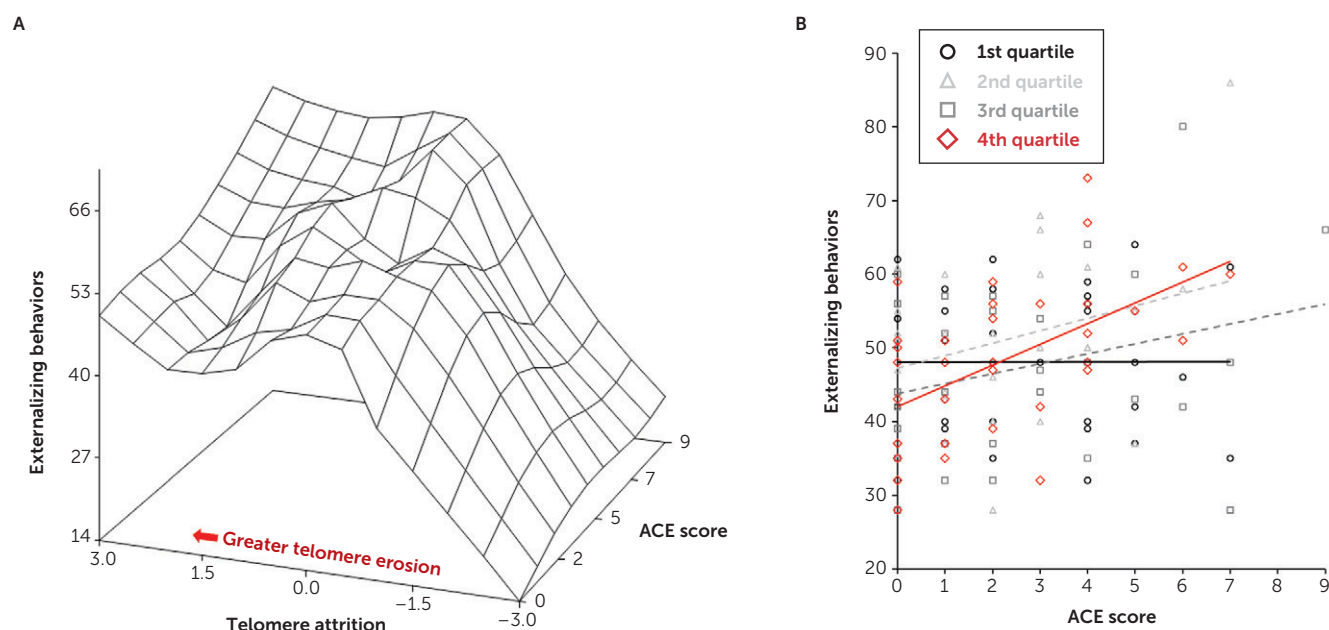 A
Externalizing behaviors
66
53
40
27
14
3.0
1.5
0.0
−1.5
−3.0
Telomere attrition
Greater telomere erosion
0
2
5
7
9
ACE score
B
1st quartile
2nd quartile
3rd quartile
4th quartile
Externalizing behaviors
90
80
70
60
50
40
30
20
0
1
2
3
4
5
6
7
8
9
ACE score